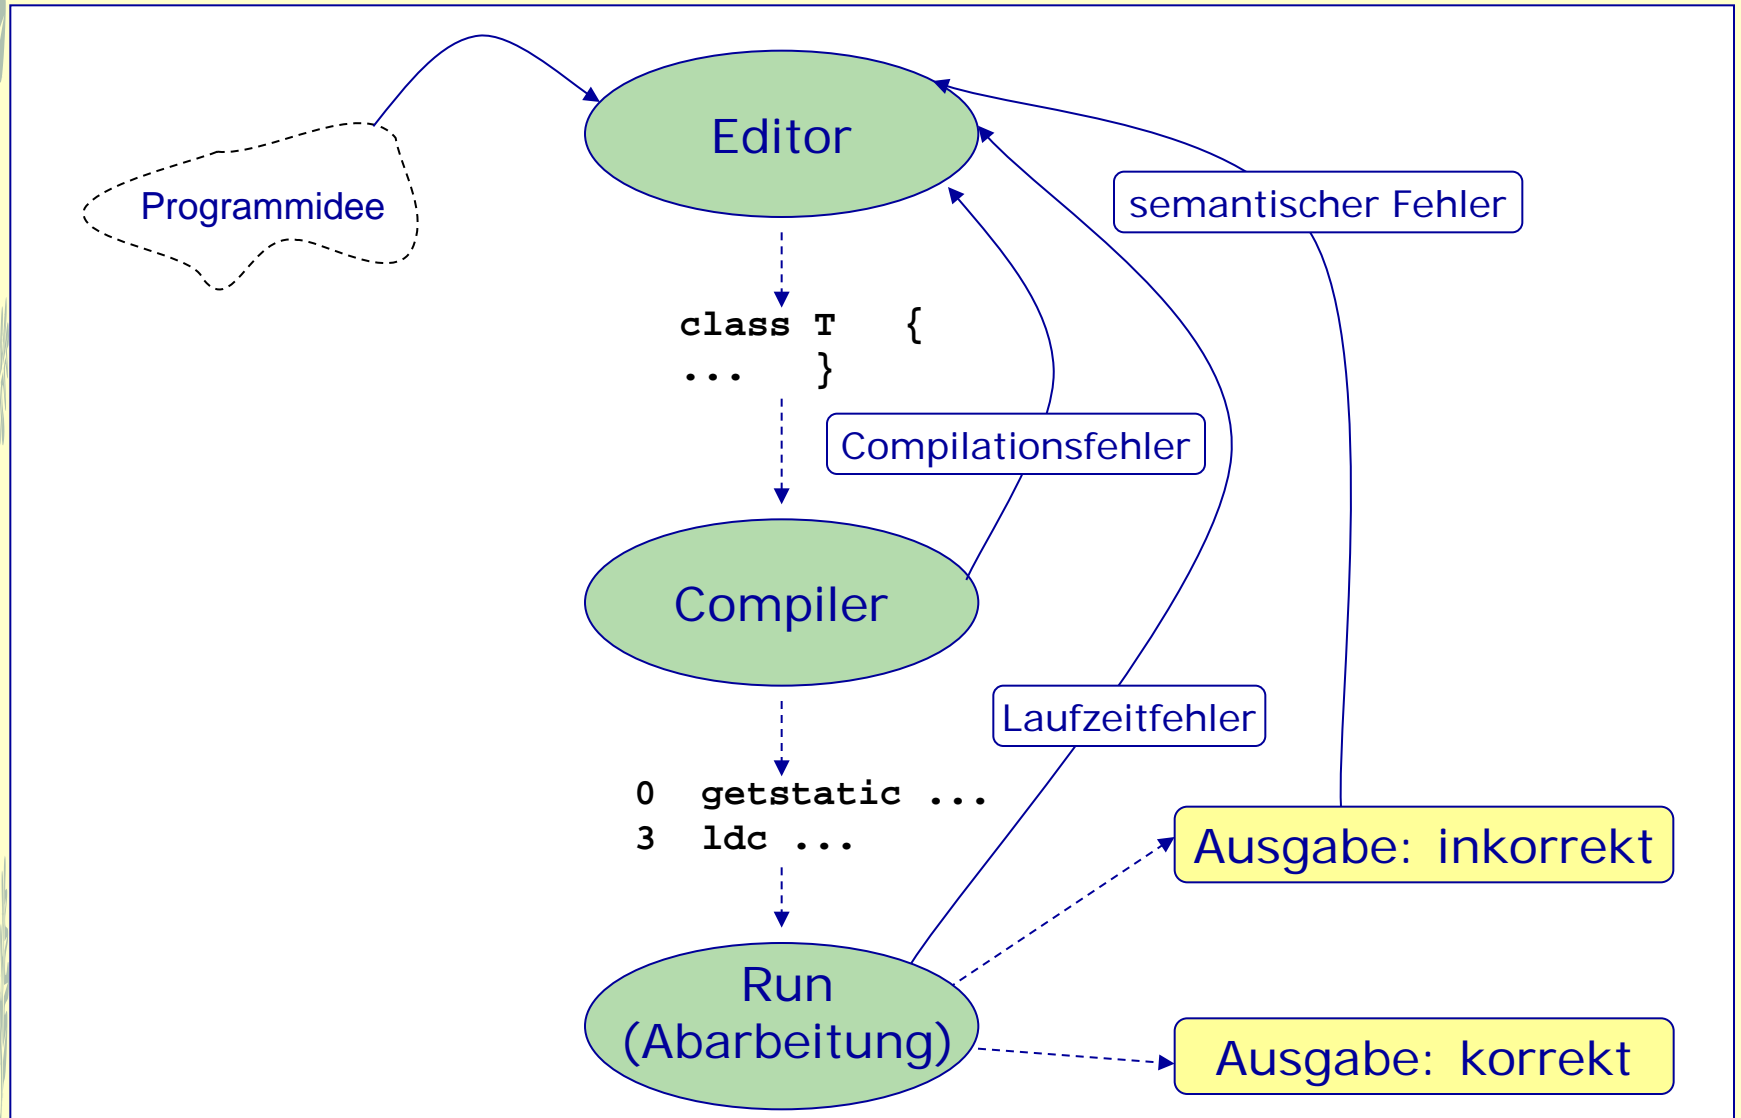 Editor
Programmidee
semantischer Fehler
class T {
... }
Compilationsfehler
Compiler
Laufzeitfehler
0 getstatic ...
3 ldc ...
Ausgabe: inkorrekt
Run
(Abarbeitung)
Ausgabe: korrekt